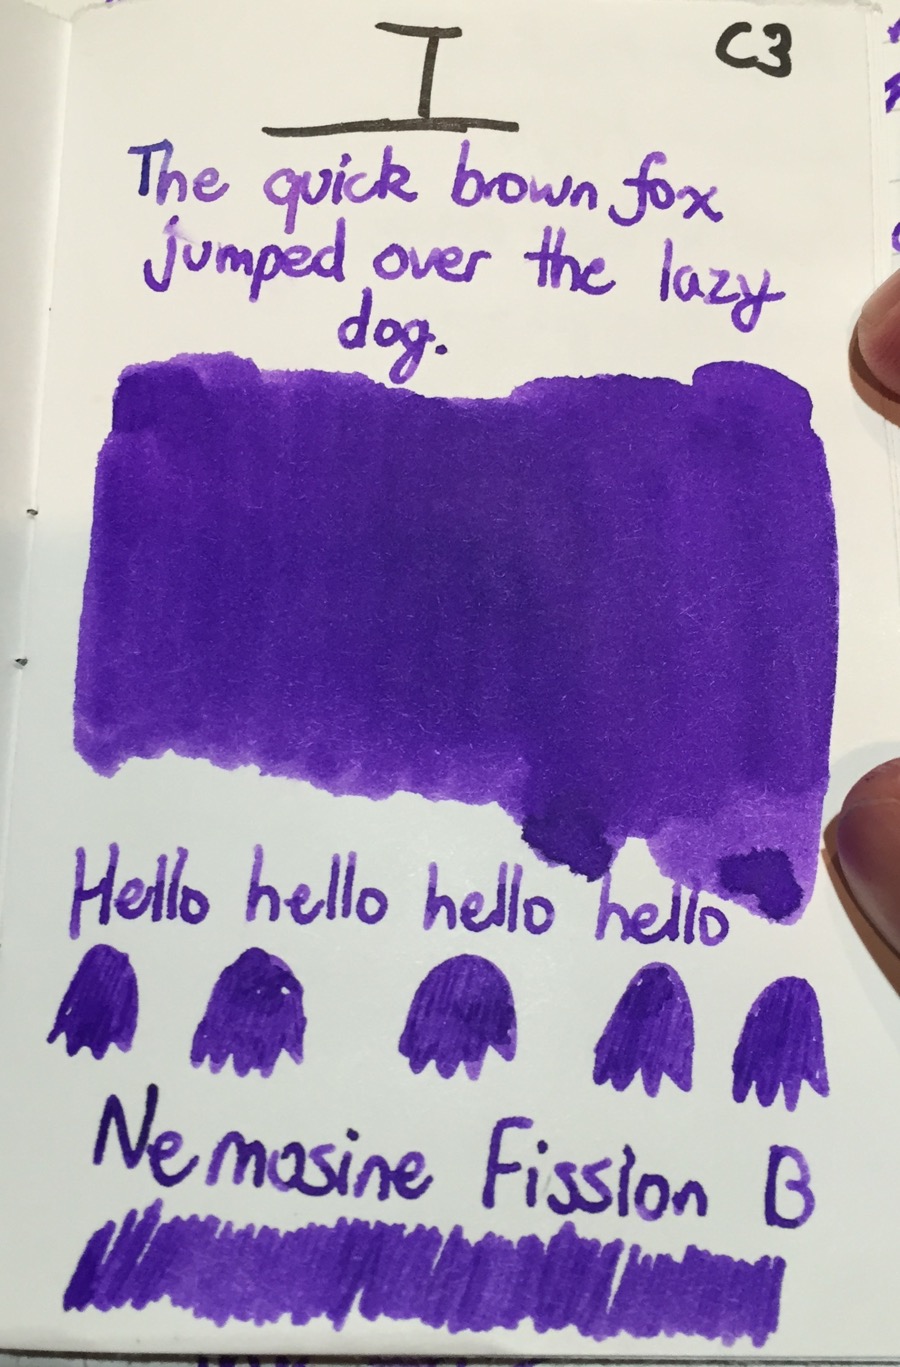 I
C3
The quick brown fox
jumped over the lazy
dog.
Hello hello hello hello
Nemosine Fission B